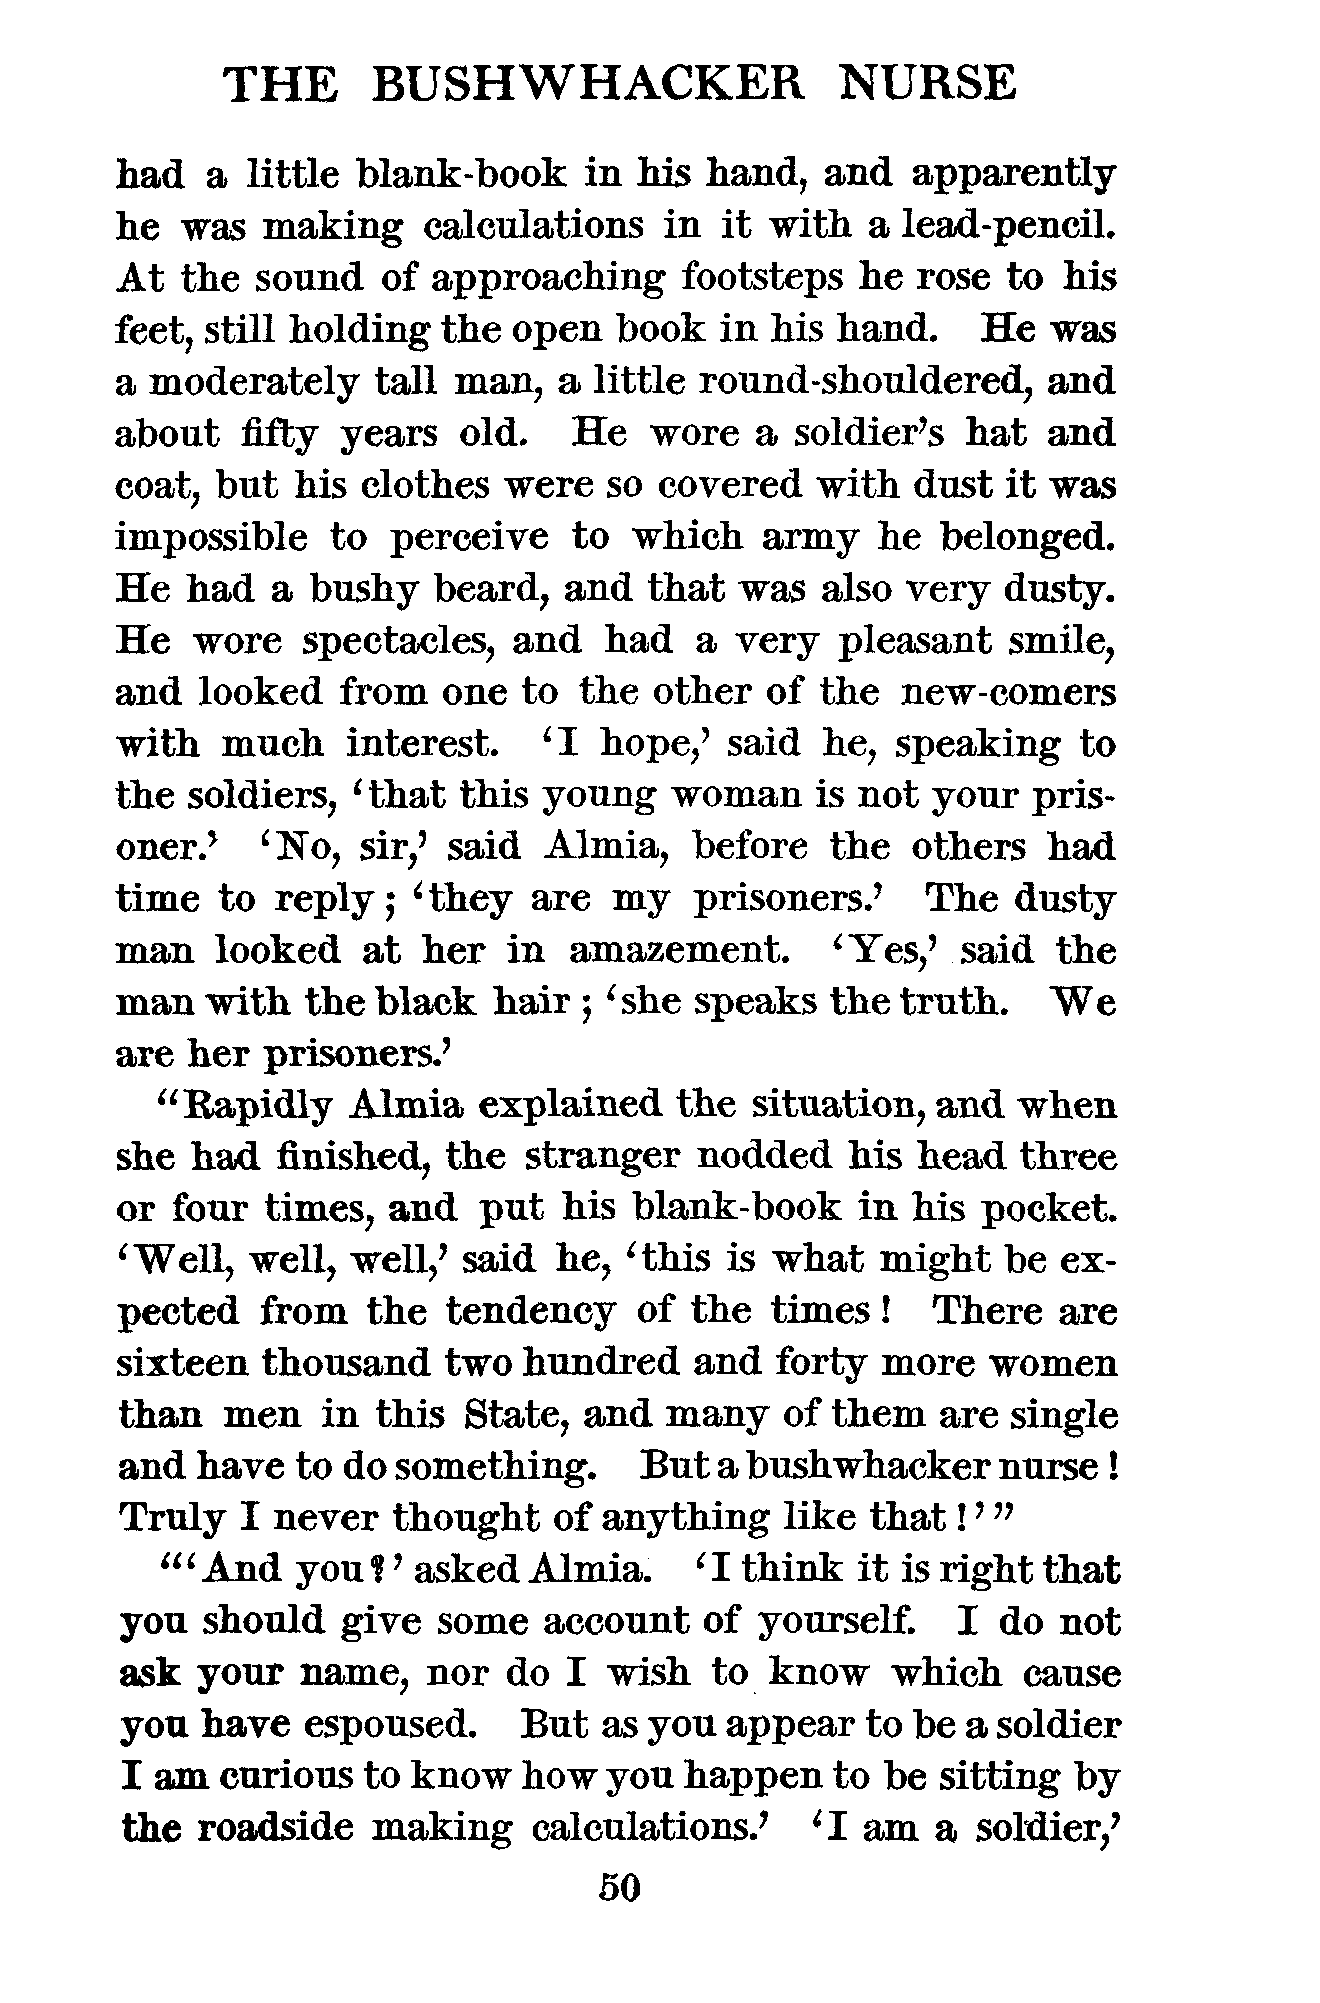 THE BUSHWHACKER NURSE
had a little blank-book in his hand, and apparently
he was making calculations in it with a lead-pencil.
At the sound of approaching footsteps he rose to his
feet, still holding the open book in his hand. He was
a moderately tall man, a little round-shouldered, and
about fifty years old. He wore a soldier's hat and
coat, but his clothes were so covered with dust it was
impossible to perceive to which army he belonged.
He had a bushy beard, and that was also very dusty.
He wore spectacles, and had a very pleasant smile,
and looked from one to the other of the new-comers
with much interest. ‘I hope,’ said he, speaking to
the soldiers, ‘that this young woman is not your pris-
oner.’ ‘No, sir,’ said Almia, before the others had
time to reply; ‘they are my prisoners.’ The dusty
man looked at her in amazement. ‘Yes,’ said the
man with the black hair; ‘she speaks the truth. We
are her prisoners.’
“Rapidly Almia explained the situation, and when
she had finished, the stranger nodded his head three
or four times, and put his blank-book in his pocket.
‘Well, well, well,’ said he, ‘this is what might be ex-
pected from the tendency of the times! There are
sixteen thousand two hundred and forty more women
than men in this State, and many of them are single
and have to do something. But a bushwhacker nurse!
Truly I never thought of anything like that!’”
“‘And you?’ asked Almia. ‘I think it is right that
you should give some account of yourself. I do not
ask your name, nor do I wish to know which cause
you have espoused. But as you appear to be a soldier
I am curious to know how you happen to be sitting by
the roadside making calculations.’ ‘I am a soldier,’
50